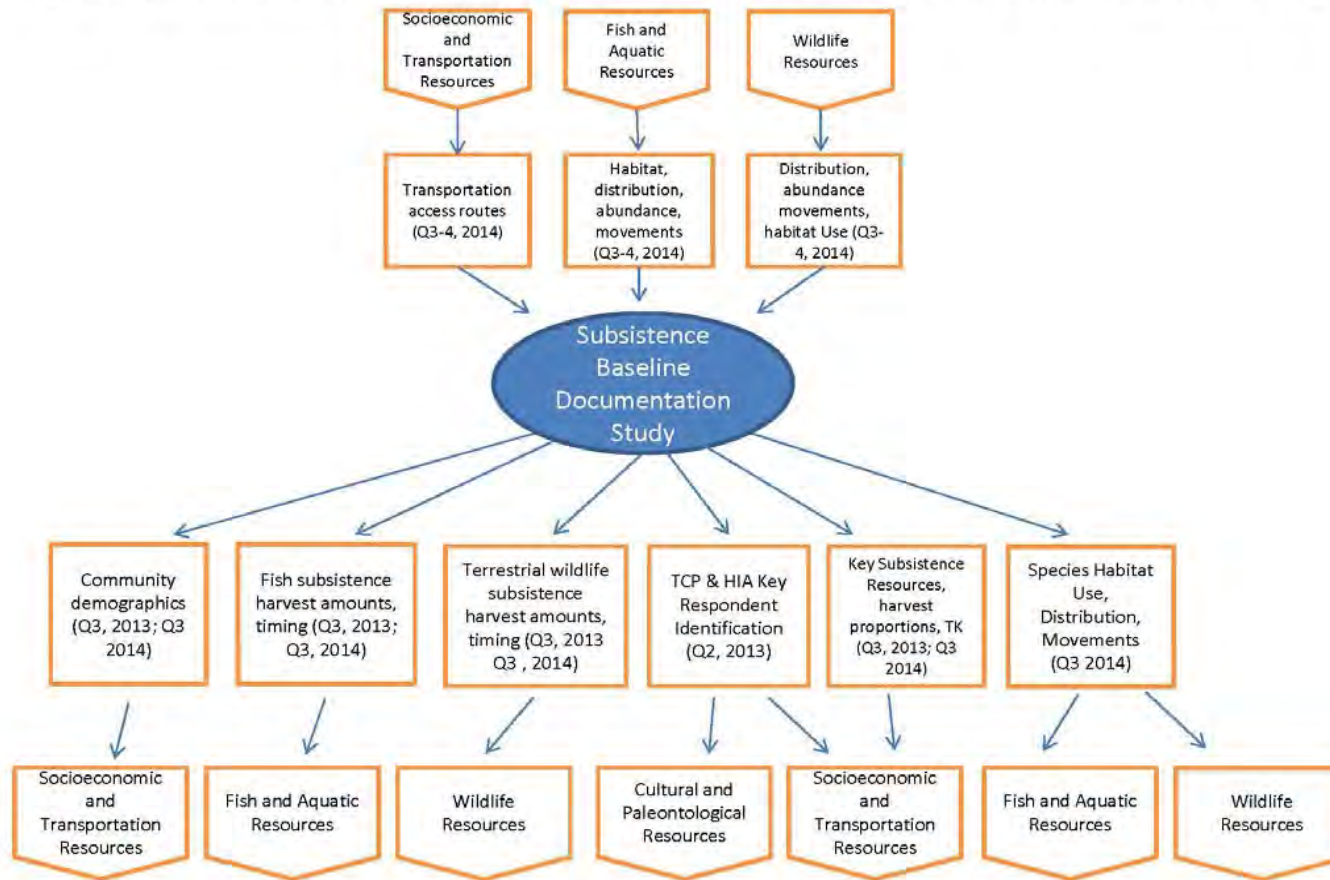 Socioeconomic
and
Transportation
Resources
Fish and
Aquatic
Resources
Wildlife
Resources
Transportation
access routes
(Q3-4, 2014)
Habitat,
distribution,
abundance,
movements
(Q3-4, 2014)
Distribution,
abundance
movements,
habitat Use (Q3-
4, 2014)
Subsistence
Baseline
Documentation
Study
Community
demographics
(Q3, 2013; Q3
2014)
Fish subsistence
harvest amounts,
timing (Q3, 2013;
Q3, 2014)
Terrestrial wildlife
subsistence
harvest amounts,
timing (Q3, 2013
Q3 , 2014)
TCP & HIA Key
Respondent
Identification
(Q2, 2013)
Key Subsistence
Resources,
harvest
proportions, TK
(Q3, 2013; Q3
2014)
Species Habitat
Use,
Distribution,
Movements
(Q3 2014)
Socioeconomic
and
Transportation
Resources
Fish and Aquatic
Resources
Wildlife
Resources
Cultural and
Paleontological
Resources
Socioeconomic
and
Transportation
Resources
Fish and Aquatic
Resources
Wildlife
Resources